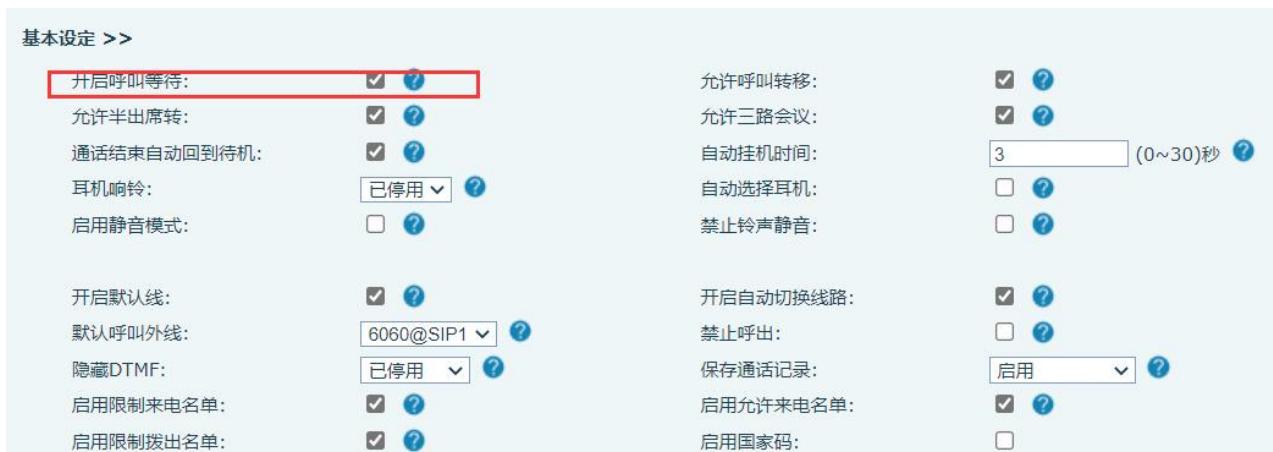 基本设定 >>
开启呼叫等待: 允许呼叫转移:
允许半出席转: 允许三路会议:
通话结束自动回到待机: 自动挂机时间: 3 (0~30)秒
耳机响铃: 已停用 自动选择耳机:
启用静音模式: 禁止铃声静音:
开启默认线: 开启自动切换线路:
默认呼叫外线: 6060@SIP1 禁止呼出:
隐藏DTMF: 已停用 保存通话记录: 启用
启用限制来电名单: 启用允许来电名单:
启用限制拨出名单: 启用国家码: